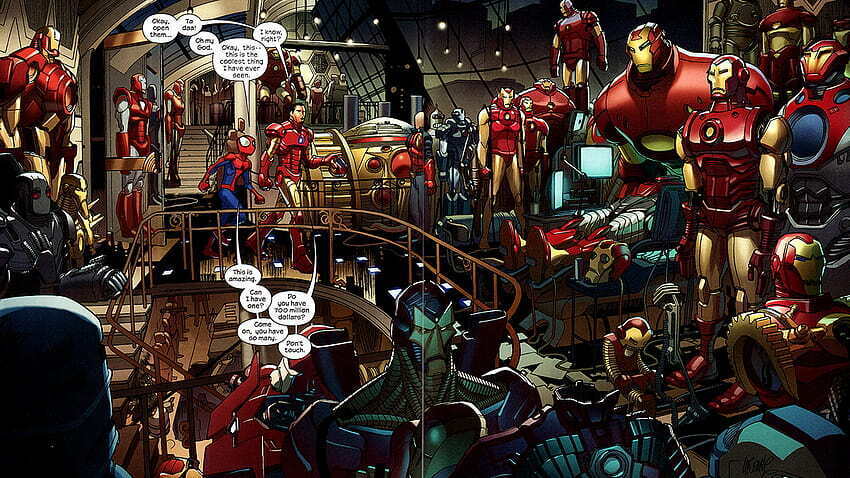 Okay,
open
them...
To
daa!
Oh my
God.
I know,
right?
Okay, this--
this is the
coolest thing
I have ever
seen.
This is
amazing.
Can I
have
one?
Do you
have
700 million
dollars?
Come
on, you have
so many.
Don't
touch.